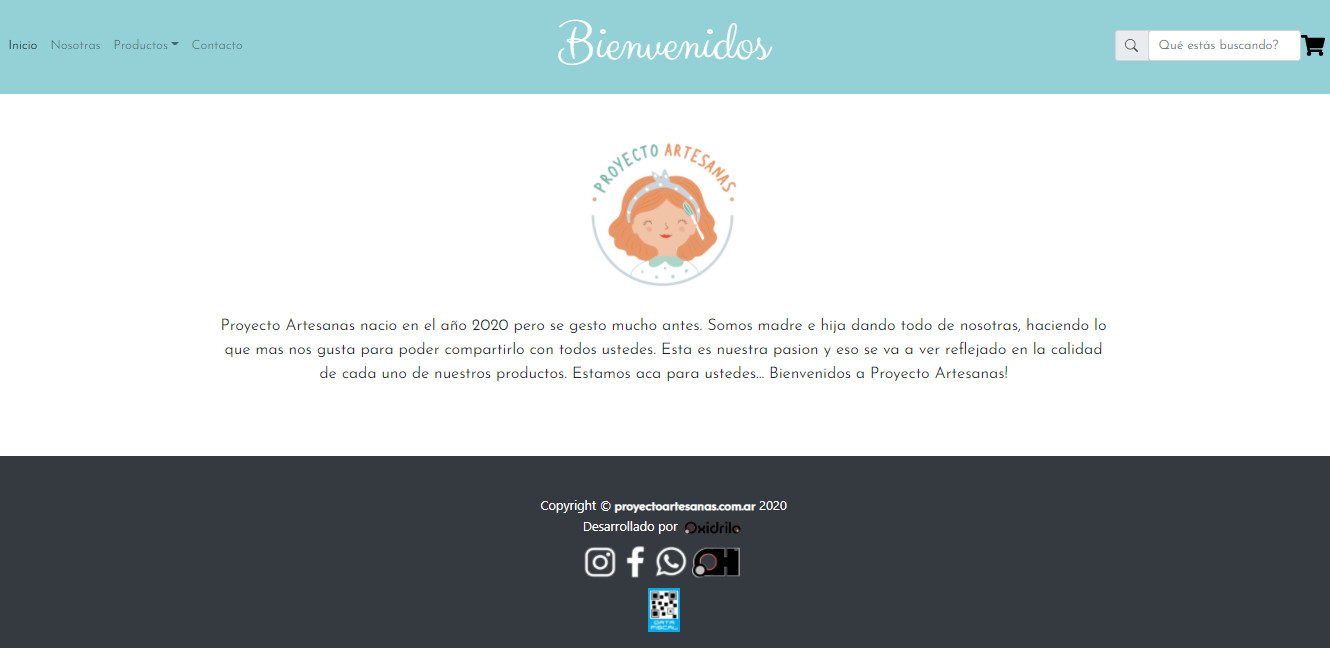 Inicio Nosotras Productos Contacto
Bienvenidos
Qué estás buscando?
PROYECTO ARTESANAS
Proyecto Artesanas nacio en el año 2020 pero se gesto mucho antes. Somos madre e hija dando todo de nosotras, haciendo lo
que mas nos gusta para poder compartirlo con todos ustedes. Esta es nuestra pasion y eso se va a ver reflejado en la calidad
de cada uno de nuestros productos. Estamos aca para ustedes... Bienvenidos a Proyecto Artesanas!
Copyright © proyectoartesanas.com.ar 2020
Desarrollado por Oxidrilo
DATA
FISCAL